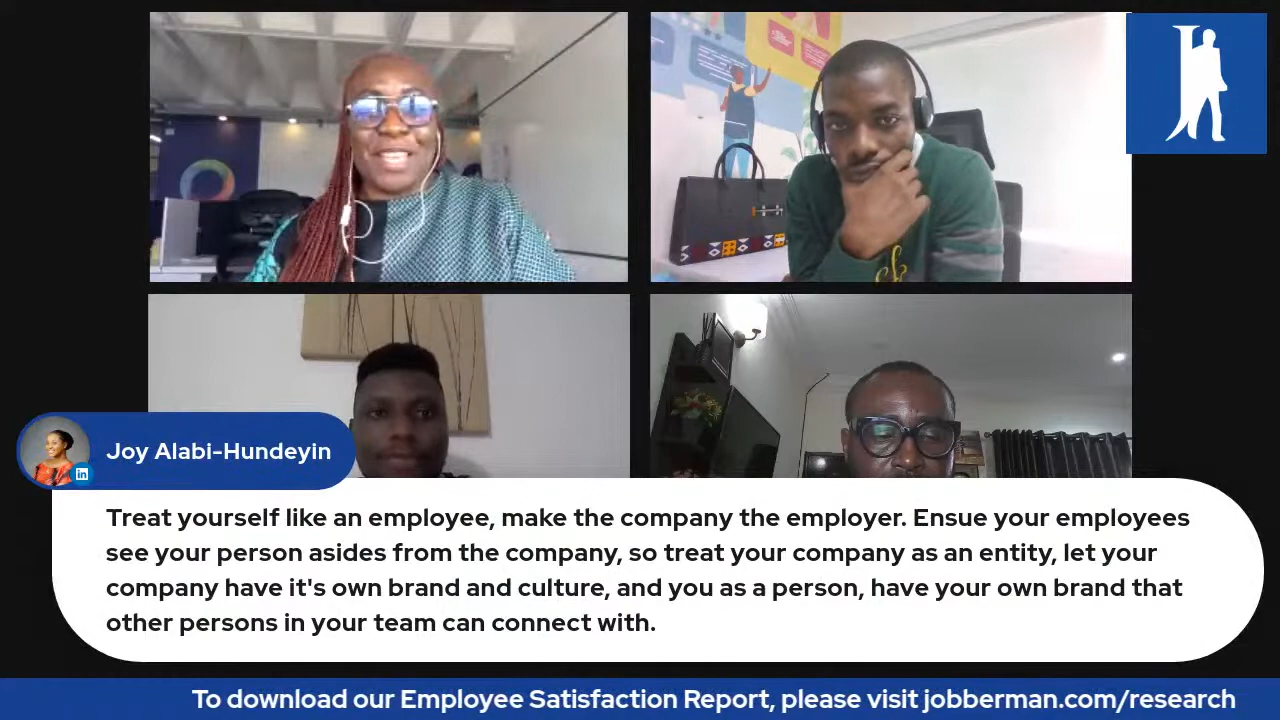 Joy Alabi-Hundeyin
Treat yourself like an employee, make the company the employer. Ensue your employees
see your person asides from the company, so treat your company as an entity, let your
company have it's own brand and culture, and you as a person, have your own brand that
other persons in your team can connect with.
To download our Employee Satisfaction Report, please visit jobberman.com/research